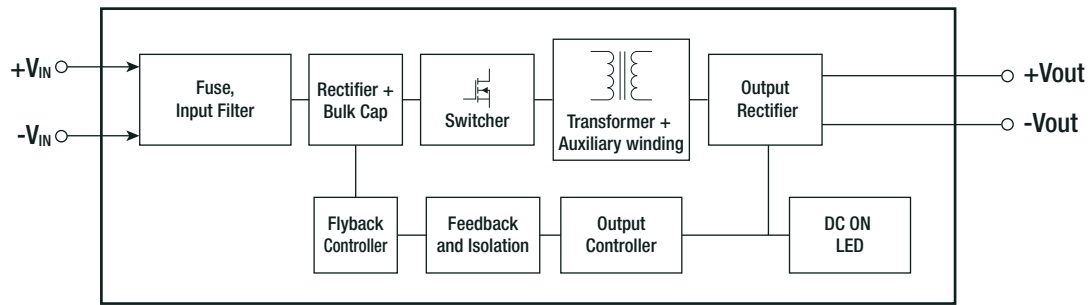 +VIN
-VIN
Fuse,
Input Filter
Rectifier +
Bulk Cap
Switcher
Transformer +
Auxiliary winding
Output
Rectifier
+Vout
-Vout
Flyback
Controller
Feedback
and Isolation
Output
Controller
DC ON
LED